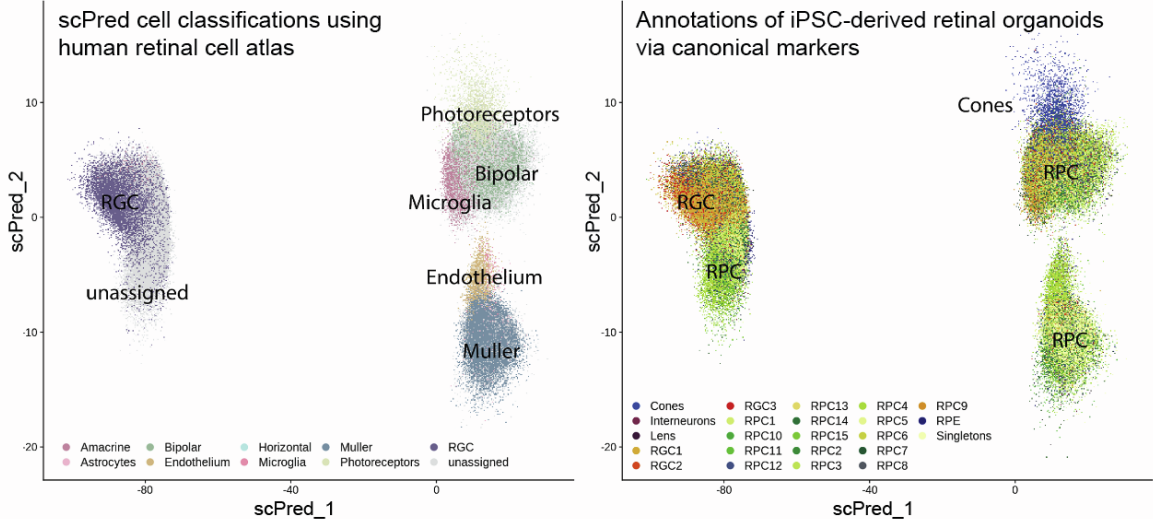 scPred cell classifications using
human retinal cell atlas
10
0
-10
-20
scPred_2
Photoreceptors
Bipolar
Microglia
RGC
unassigned
Endothelium
Muller
Amacrine Bipolar Horizontal Muller RGC
Astrocytes Endothelium Microglia Photoreceptors unassigned
-80 -40 0
scPred_1
Annotations of iPSC-derived retinal organoids
via canonical markers
10
0
-10
-20
scPred_2
Cones
RPC
RGC
RPC
RPC
Cones RGC3 RPC13 RPC4 RPC9
Interneurons RPC1 RPC14 RPC5 RPE
Lens RPC10 RPC15 RPC6 Singletons
RGC1 RPC11 RPC2 RPC7
RGC2 RPC12 RPC3 RPC8
-80 -40 0
scPred_1